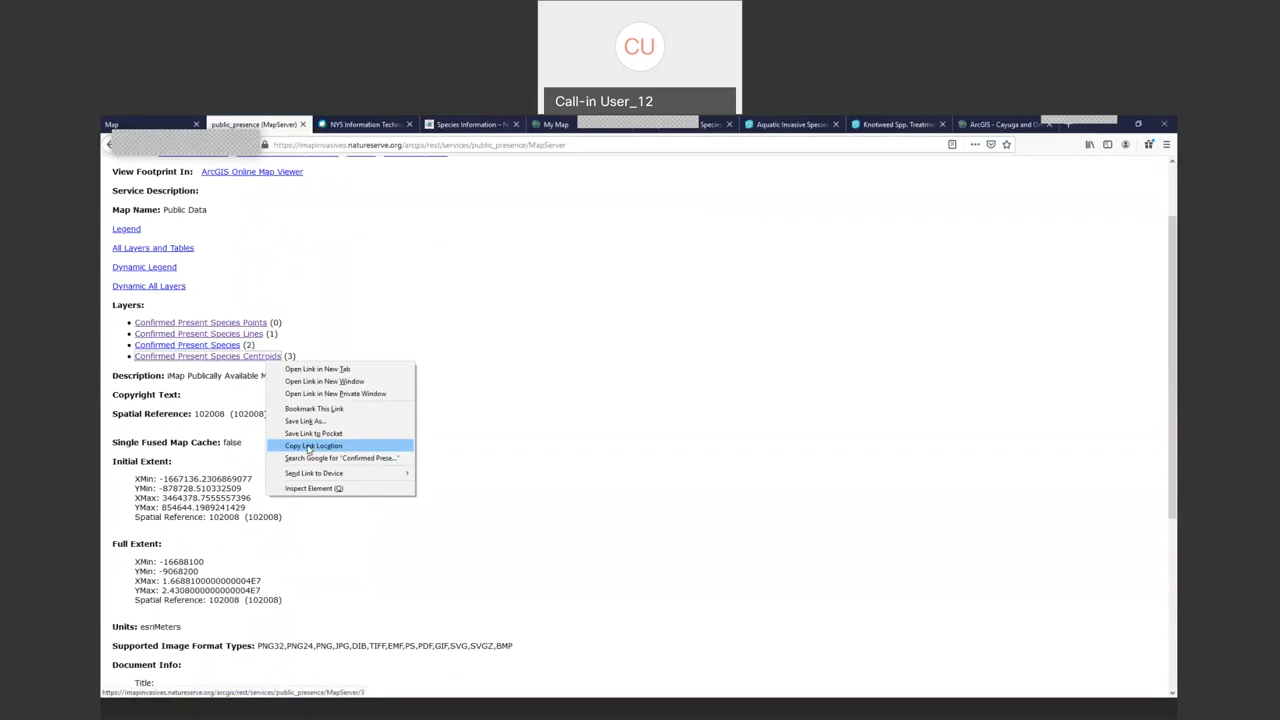 CU
Call-in User_12
Map
public_presence (MapServer)
NYS Information Techn
Species Information – N
My Map
Species
Aquatic Invasive Species
Knotweed Spp. Treatme
ArcGIS - Cayuga and O
https://imapinvasives.natureserve.org/arcgis/rest/services/public_presence/MapServer
View Footprint In: ArcGIS Online Map Viewer
Service Description:
Map Name: Public Data
Legend
All Layers and Tables
Dynamic Legend
Dynamic All Layers
Layers:
Confirmed Present Species Points (0)
Confirmed Present Species Lines (1)
Confirmed Present Species (2)
Confirmed Present Species Centroids (3)
Description: iMap Publically Available M
Copyright Text:
Spatial Reference: 102008 (102008)
Single Fused Map Cache: false
Initial Extent:
XMin: -1667136.2306869077
YMin: -878728.510332509
XMax: 3464378.7555557396
YMax: 854644.1989241429
Spatial Reference: 102008 (102008)
Full Extent:
XMin: -16688100
YMin: -9068200
XMax: 1.6688100000000004E7
YMax: 2.4308000000000004E7
Spatial Reference: 102008 (102008)
Units: esriMeters
Supported Image Format Types: PNG32,PNG24,PNG,JPG,DIB,TIFF,EMF,PS,PDF,GIF,SVG,SVGZ,BMP
Document Info:
Title:
Open Link in New Tab
Open Link in New Window
Open Link in New Private Window
Bookmark This Link
Save Link As...
Save Link to Pocket
Copy Link Location
Search Google for "Confirmed Prese..."
Send Link to Device
Inspect Element (Q)
https://imapinvasives.natureserve.org/arcgis/rest/services/public_presence/MapServer/3